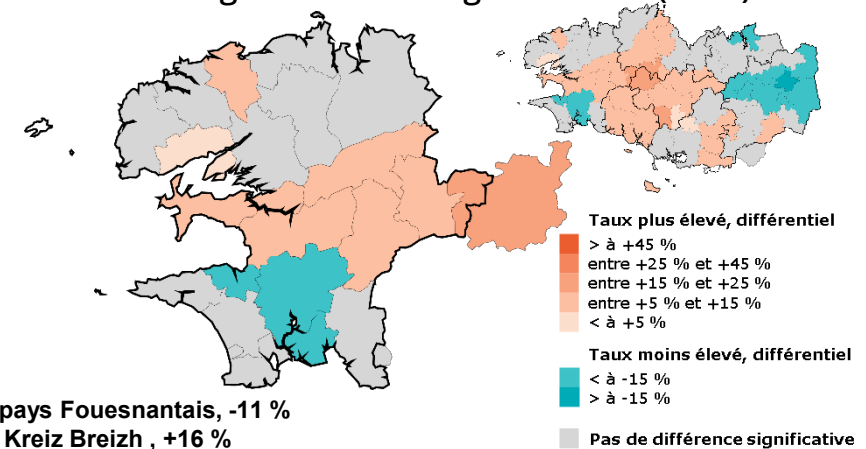 Taux plus élevé, différentiel
> à +45 %
entre +25 % et +45 %
entre +15 % et +25 %
entre +5 % et +15 %
< à +5 %
Taux moins élevé, différentiel
< à -15 %
> à -15 %
Pas de différence significative
pays Fouesnantais, -11 %
Kreiz Breizh , +16 %